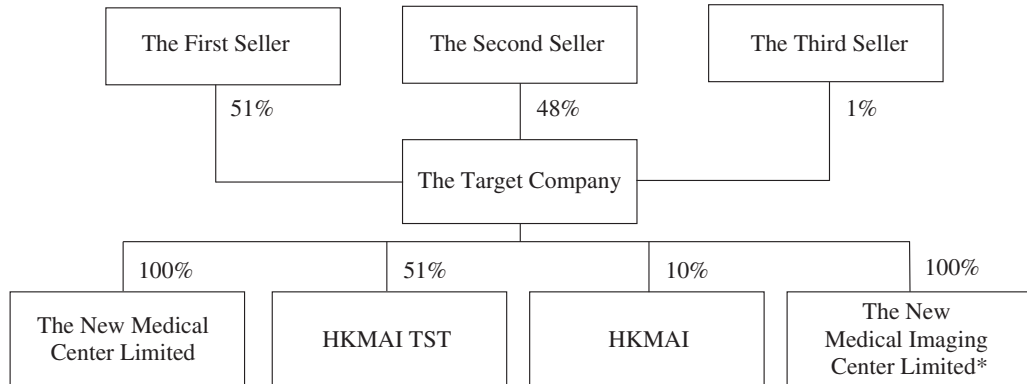 The First Seller
The Second Seller
The Third Seller
51%
48%
1%
The Target Company
100%
51%
10%
100%
The New Medical
Center Limited
HKMAI TST
HKMAI
The New
Medical Imaging
Center Limited*